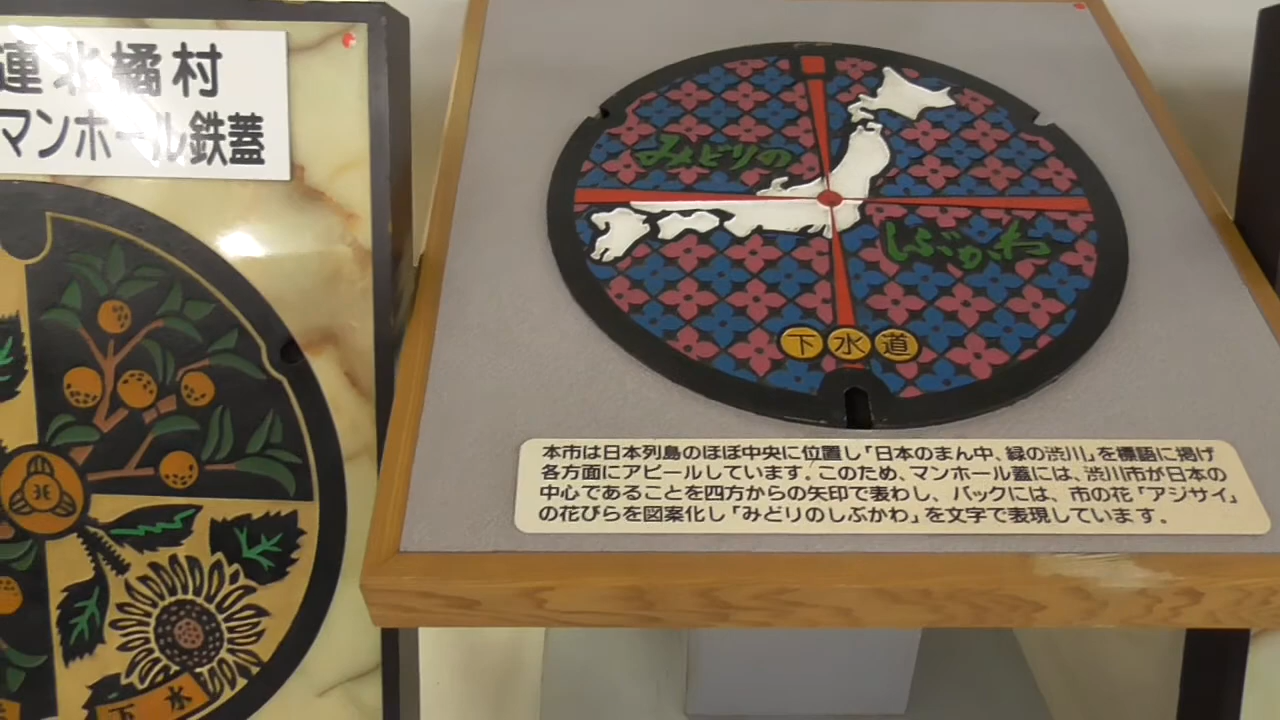 連北橘村
マンホール鉄蓋
北
下水
みどりの
しぶかわ
下水道
本市は日本列島のほぼ中央に位置し「日本のまん中、緑の渋川」を標語に掲げ
各方面にアピールしています。このため、マンホール蓋には、渋川市が日本の
中心であることを四方からの矢印で表わし、バックには、市の花「アジサイ」
の花びらを図案化し「みどりのしぶかわ」を文字で表現しています。